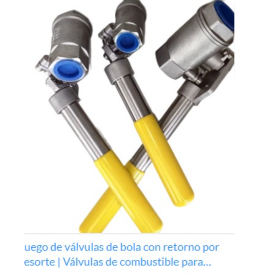 uego de válvulas de bola con retorno por
esorte | Válvulas de combustible para...